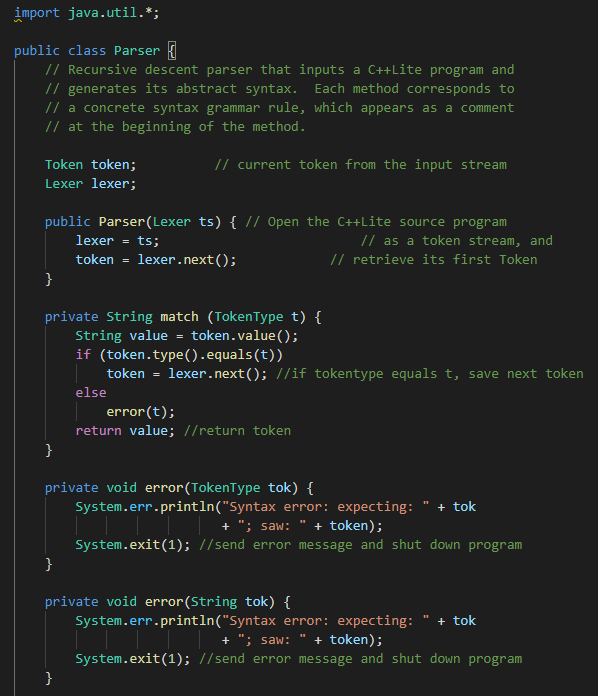 import java.util.*;
public class Parser {
// Recursive descent parser that inputs a C++Lite program and
// generates its abstract syntax.  Each method corresponds to
// a concrete syntax grammar rule, which appears as a comment
// at the beginning of the method.
Token token;          // current token from the input stream
Lexer lexer;
public Parser(Lexer ts) { // Open the C++Lite source program
lexer = ts;                          // as a token stream, and
token = lexer.next();            // retrieve its first Token
}
private String match (TokenType t) {
String value = token.value();
if (token.type().equals(t))
token = lexer.next(); //if tokentype equals t, save next token
else
error(t);
return value; //return token
}
private void error(TokenType tok) {
System.err.println("Syntax error: expecting: " + tok
+ "; saw: " + token);
System.exit(1); //send error message and shut down program
}
private void error(String tok) {
System.err.println("Syntax error: expecting: " + tok
+ "; saw: " + token);
System.exit(1); //send error message and shut down program
}